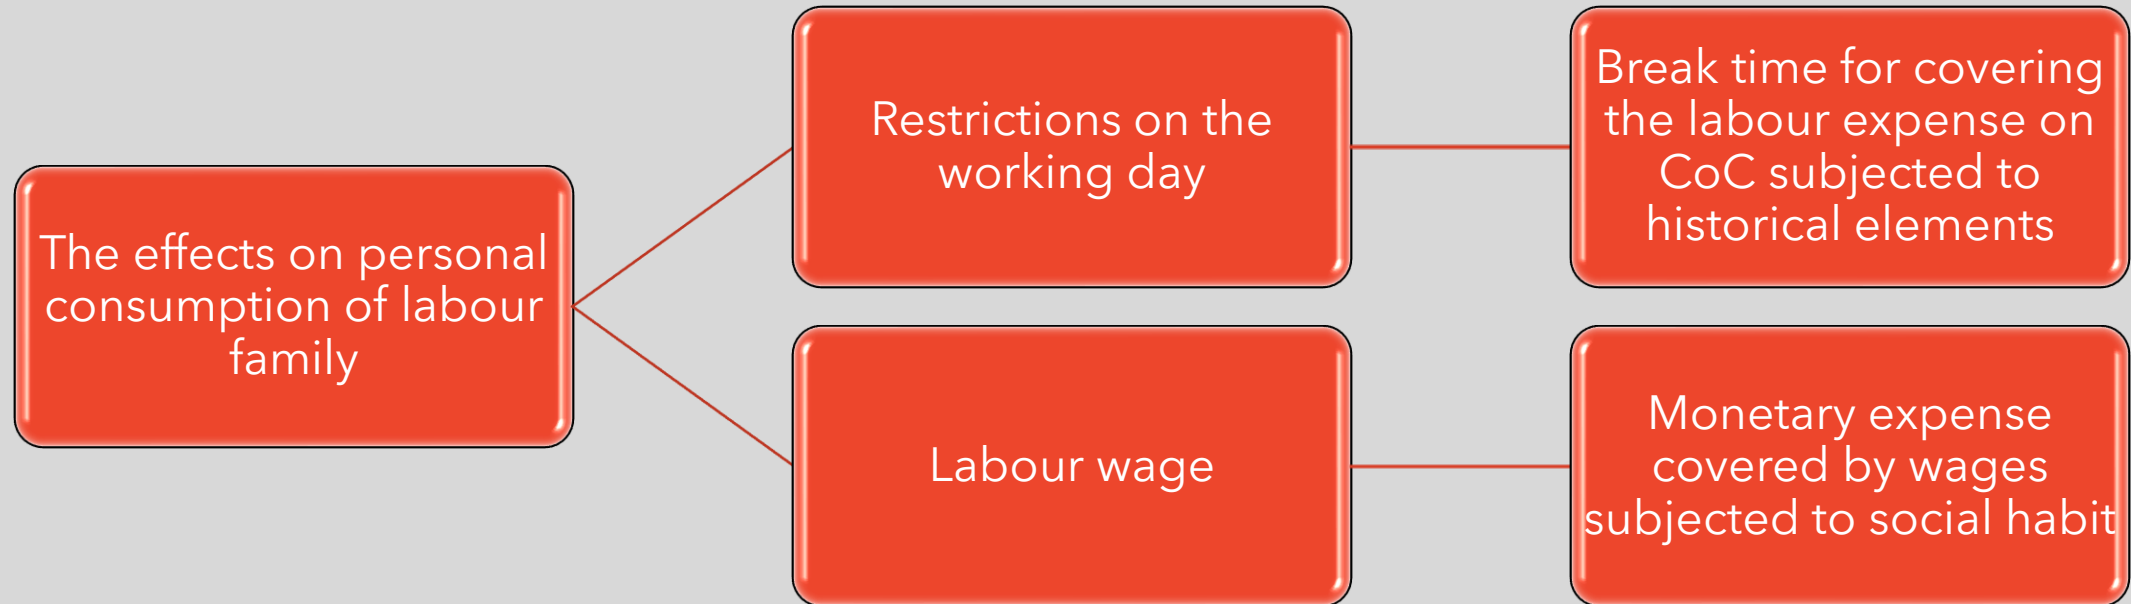 The effects on personal
consumption of labour
family
Restrictions on the
working day
Break time for covering
the labour expense on
CoC subjected to
historical elements
Labour wage
Monetary expense
covered by wages
subjected to social habit